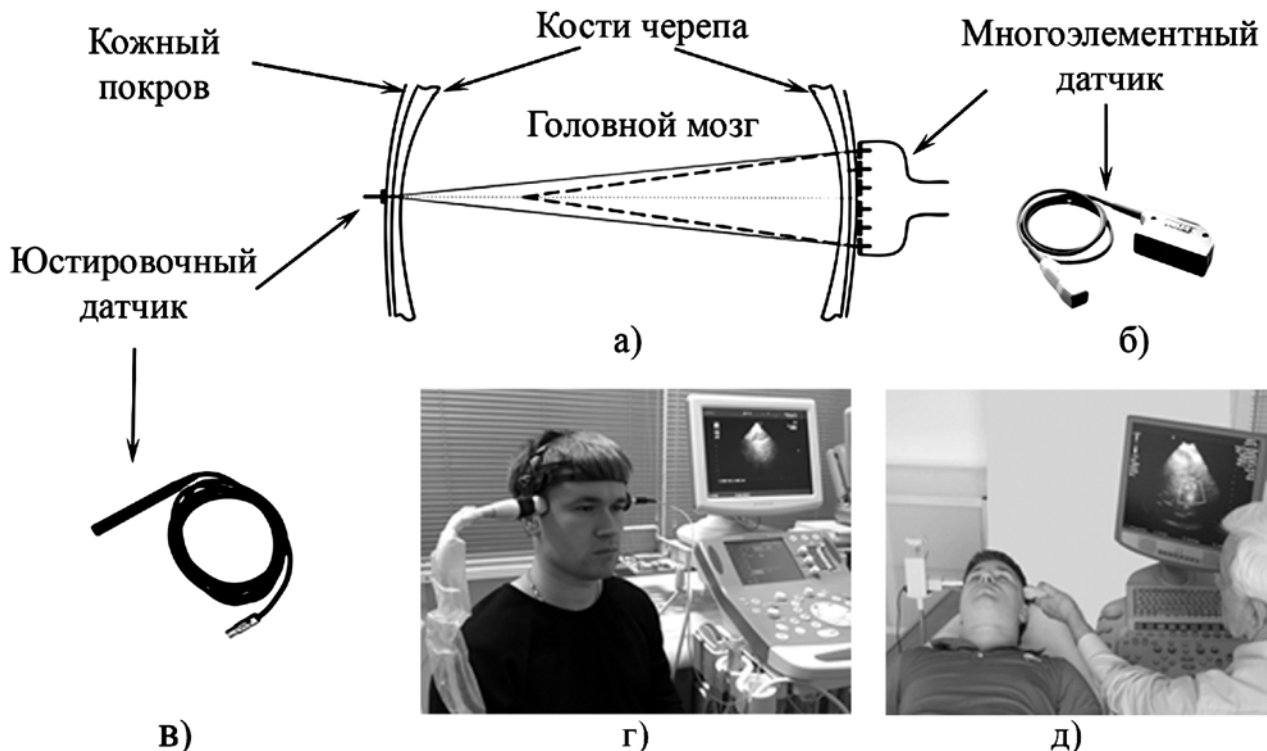 Кожный
покров
Кости черепа
Многоэлементный
датчик
Головной мозг
Юстировочный
датчик
а)
б)
в)
г)
д)